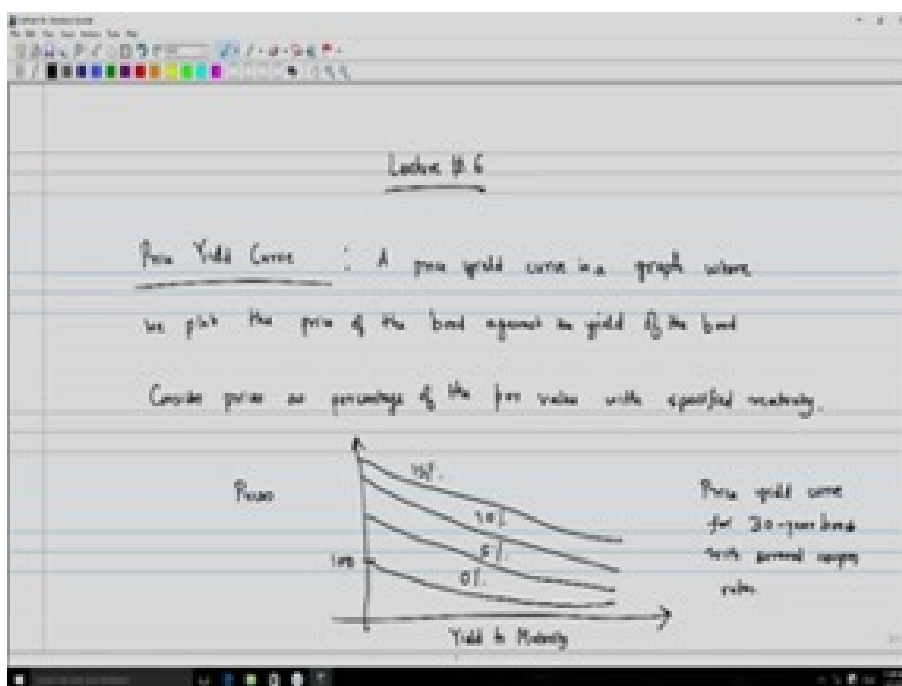 Lecture # 6
Price Yield Curve : A price yield curve is a graph where
we plot the price of the bond against the yield of the bond
Consider prices as percentage of the par value with specified maturity.
Prices
15%.
10%
5%.
0%.
100
Yield to Maturity
Price yield curve
for 30-year bond
with several coupon
rates